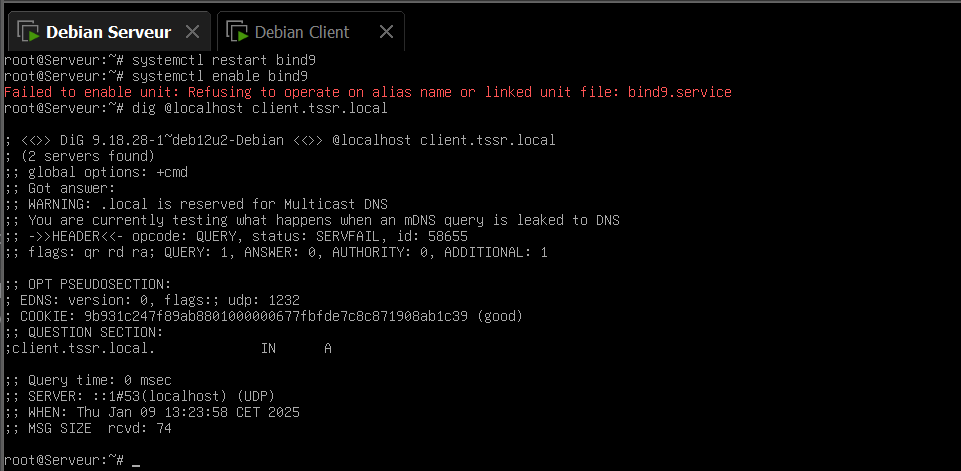 Debian Serveur
Debian Client
root@Serveur:~# systemctl restart bind9
root@Serveur:~# systemctl enable bind9
Failed to enable unit: Refusing to operate on alias name or linked unit file: bind9.service
root@Serveur:~# dig @localhost client.tssr.local

; <<>> DiG 9.18.28-1~deb12u2-Debian <<>> @localhost client.tssr.local
; (2 servers found)
;; global options: +cmd
;; Got answer:
;; WARNING: .local is reserved for Multicast DNS
;; You are currently testing what happens when an mDNS query is leaked to DNS
;; ->>HEADER<<- opcode: QUERY, status: SERVFAIL, id: 58655
;; flags: qr rd ra; QUERY: 1, ANSWER: 0, AUTHORITY: 0, ADDITIONAL: 1

;; OPT PSEUDOSECTION:
; EDNS: version: 0, flags:; udp: 1232
; COOKIE: 9b931c247f89ab8801000000677fbfde7c8c871908ab1c39 (good)
;; QUESTION SECTION:
;client.tssr.local.             IN      A

;; Query time: 0 msec
;; SERVER: ::1#53(localhost) (UDP)
;; WHEN: Thu Jan 09 13:23:58 CET 2025
;; MSG SIZE  rcvd: 74

root@Serveur:~# _